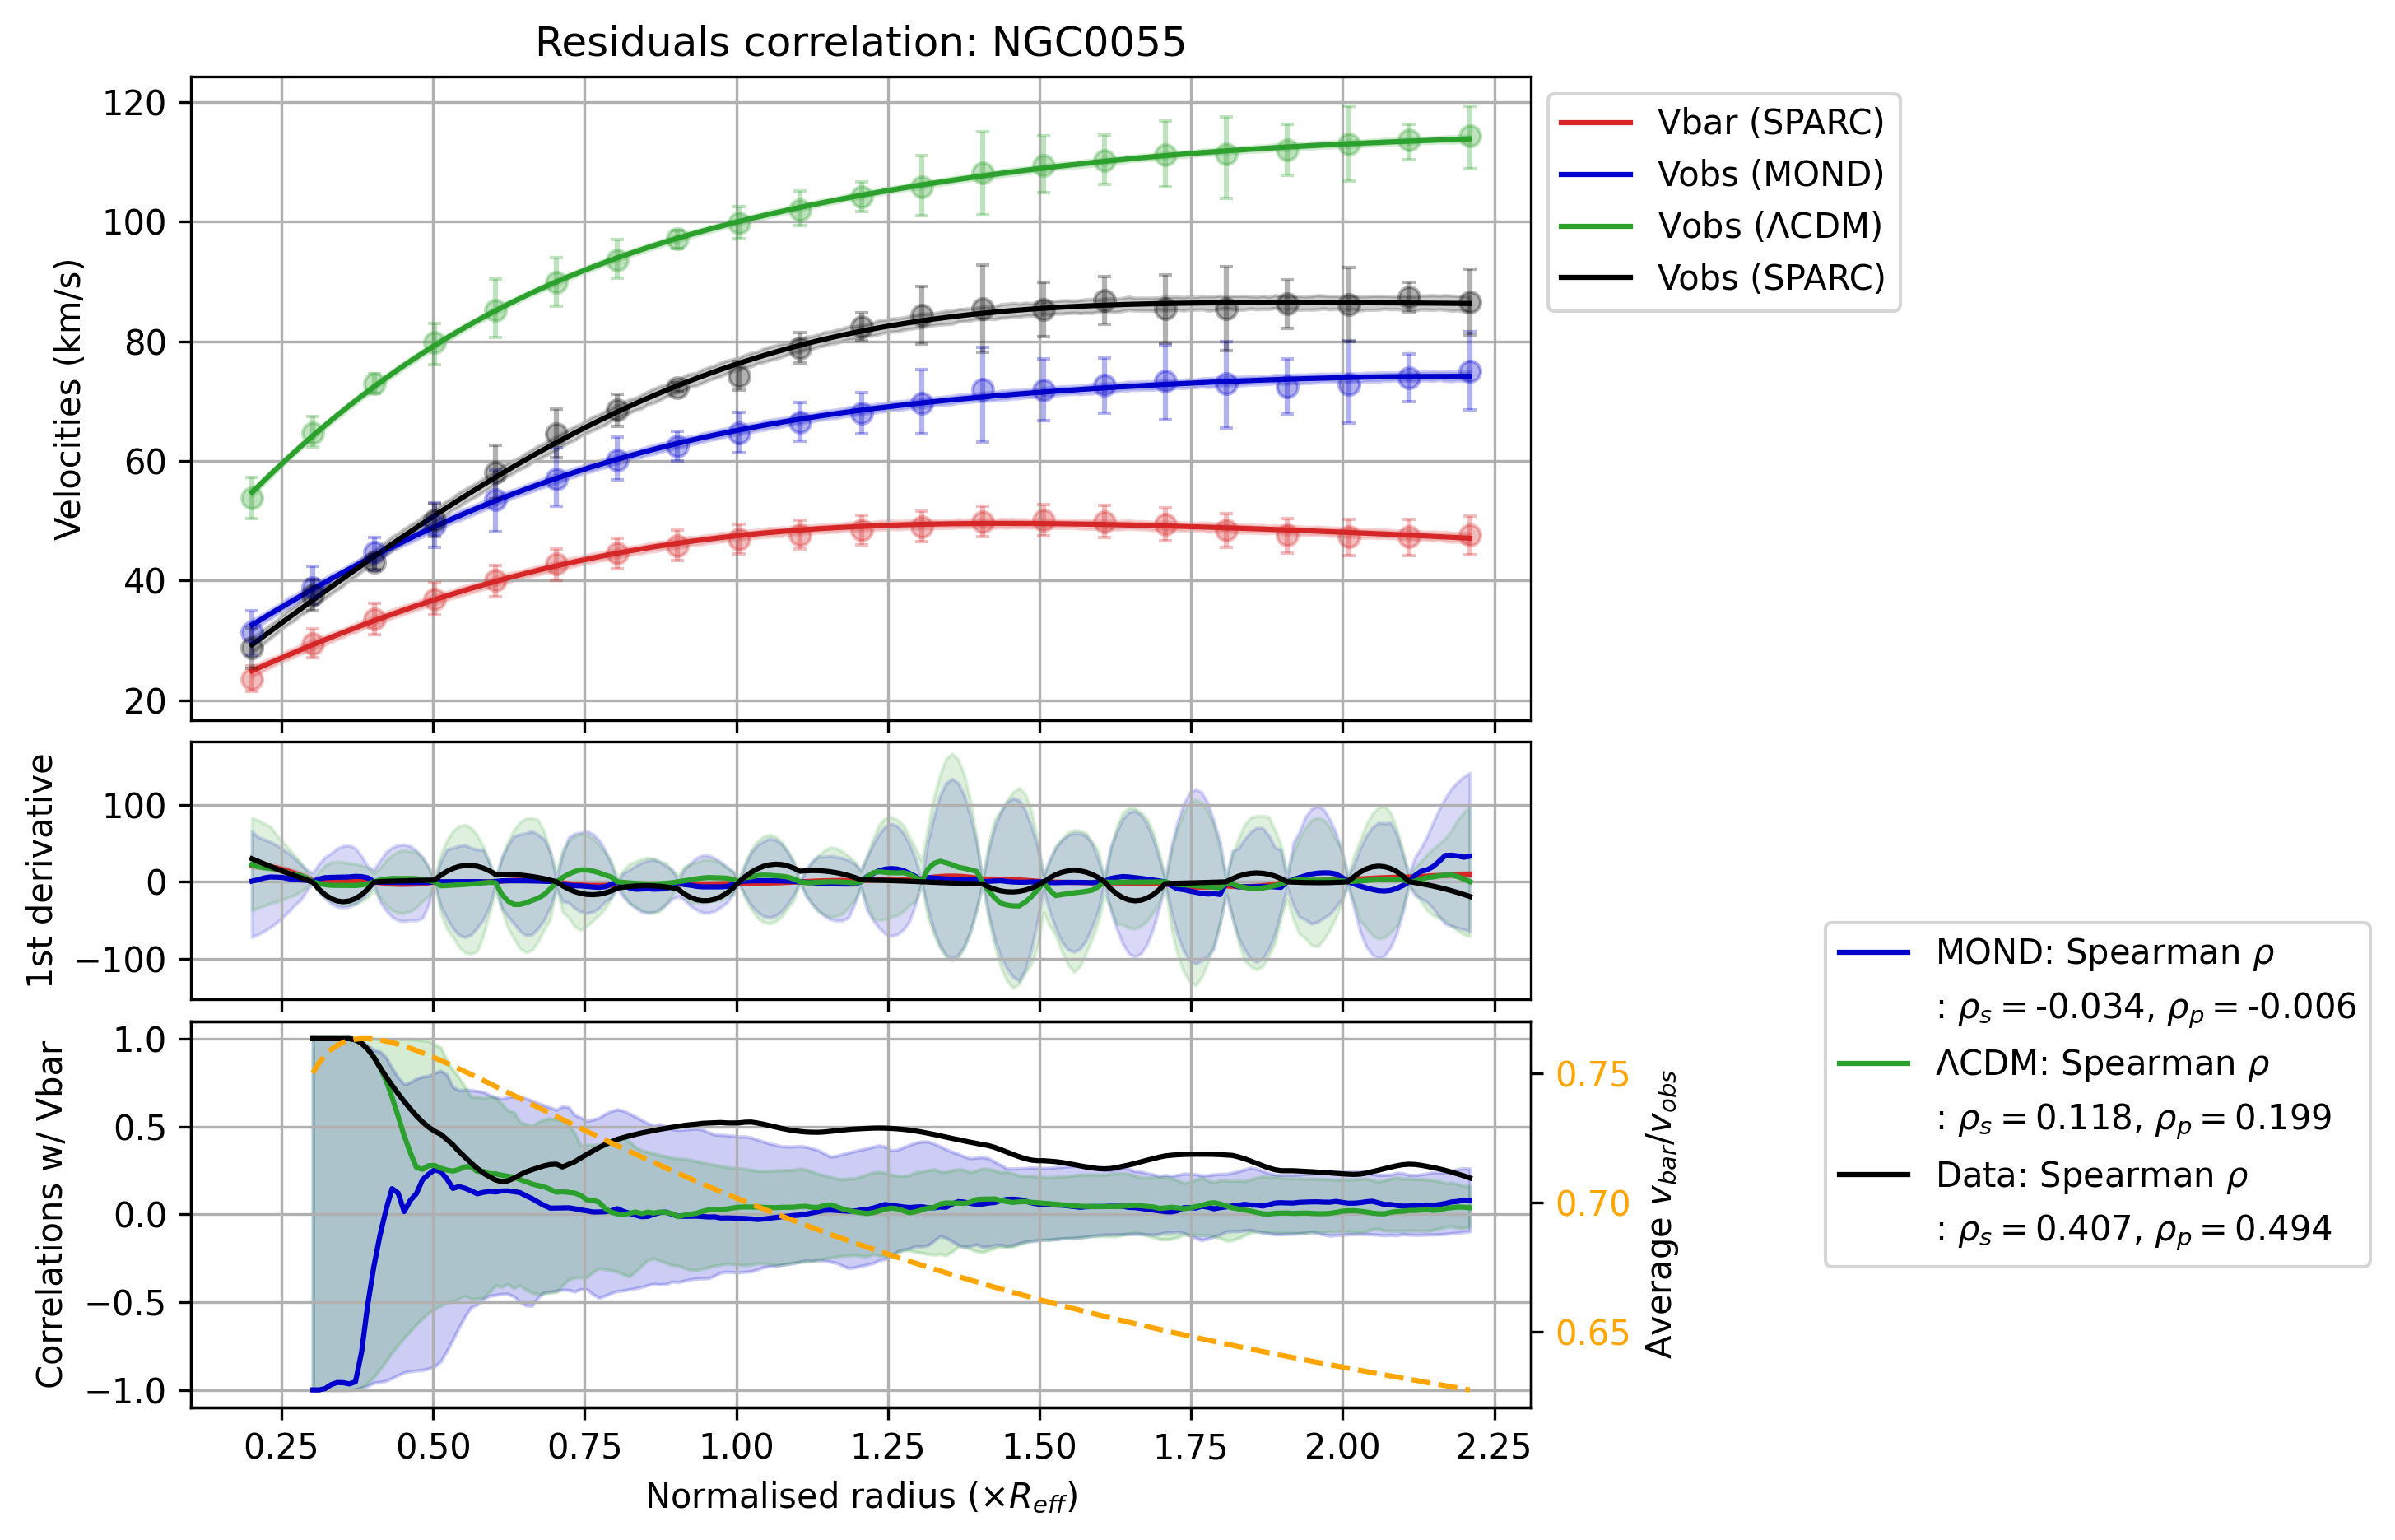 Residuals correlation: NGC0055
120
100
80
60
40
20
Velocities (km/s)
Vbar (SPARC)
Vobs (MOND)
Vobs (ΛCDM)
Vobs (SPARC)
100
0
−100
1st derivative
1.0
0.5
0.0
−0.5
−1.0
Correlations w/ Vbar
0.75
0.70
0.65
Average v_bar/v_obs
MOND: Spearman ρ
: ρ_s = -0.034, ρ_p = -0.006
ΛCDM: Spearman ρ
: ρ_s = 0.118, ρ_p = 0.199
Data: Spearman ρ
: ρ_s = 0.407, ρ_p = 0.494
0.25 0.50 0.75 1.00 1.25 1.50 1.75 2.00 2.25
Normalised radius (×R_eff)